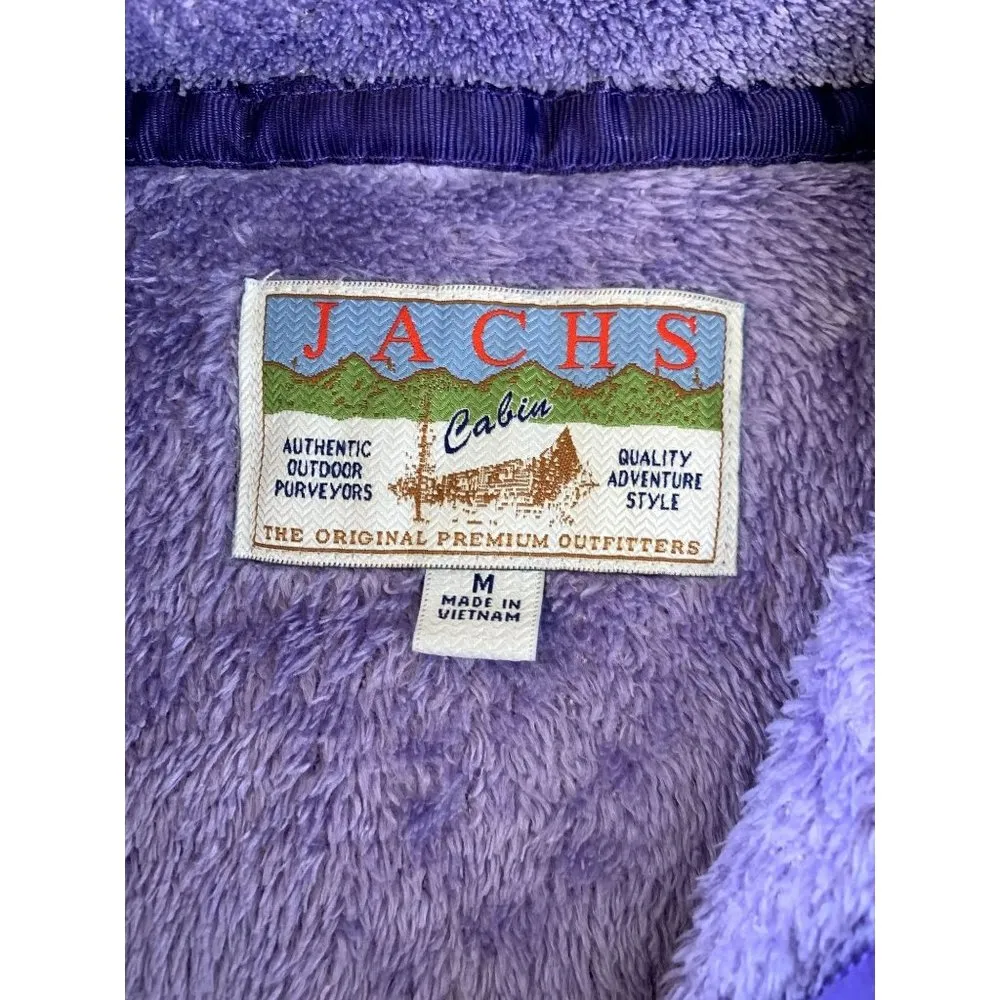 JACHS
Cabin
AUTHENTIC
OUTDOOR
PURVEYORS
QUALITY
ADVENTURE
STYLE
THE ORIGINAL PREMIUM OUTFITTERS
M
MADE IN
VIETNAM